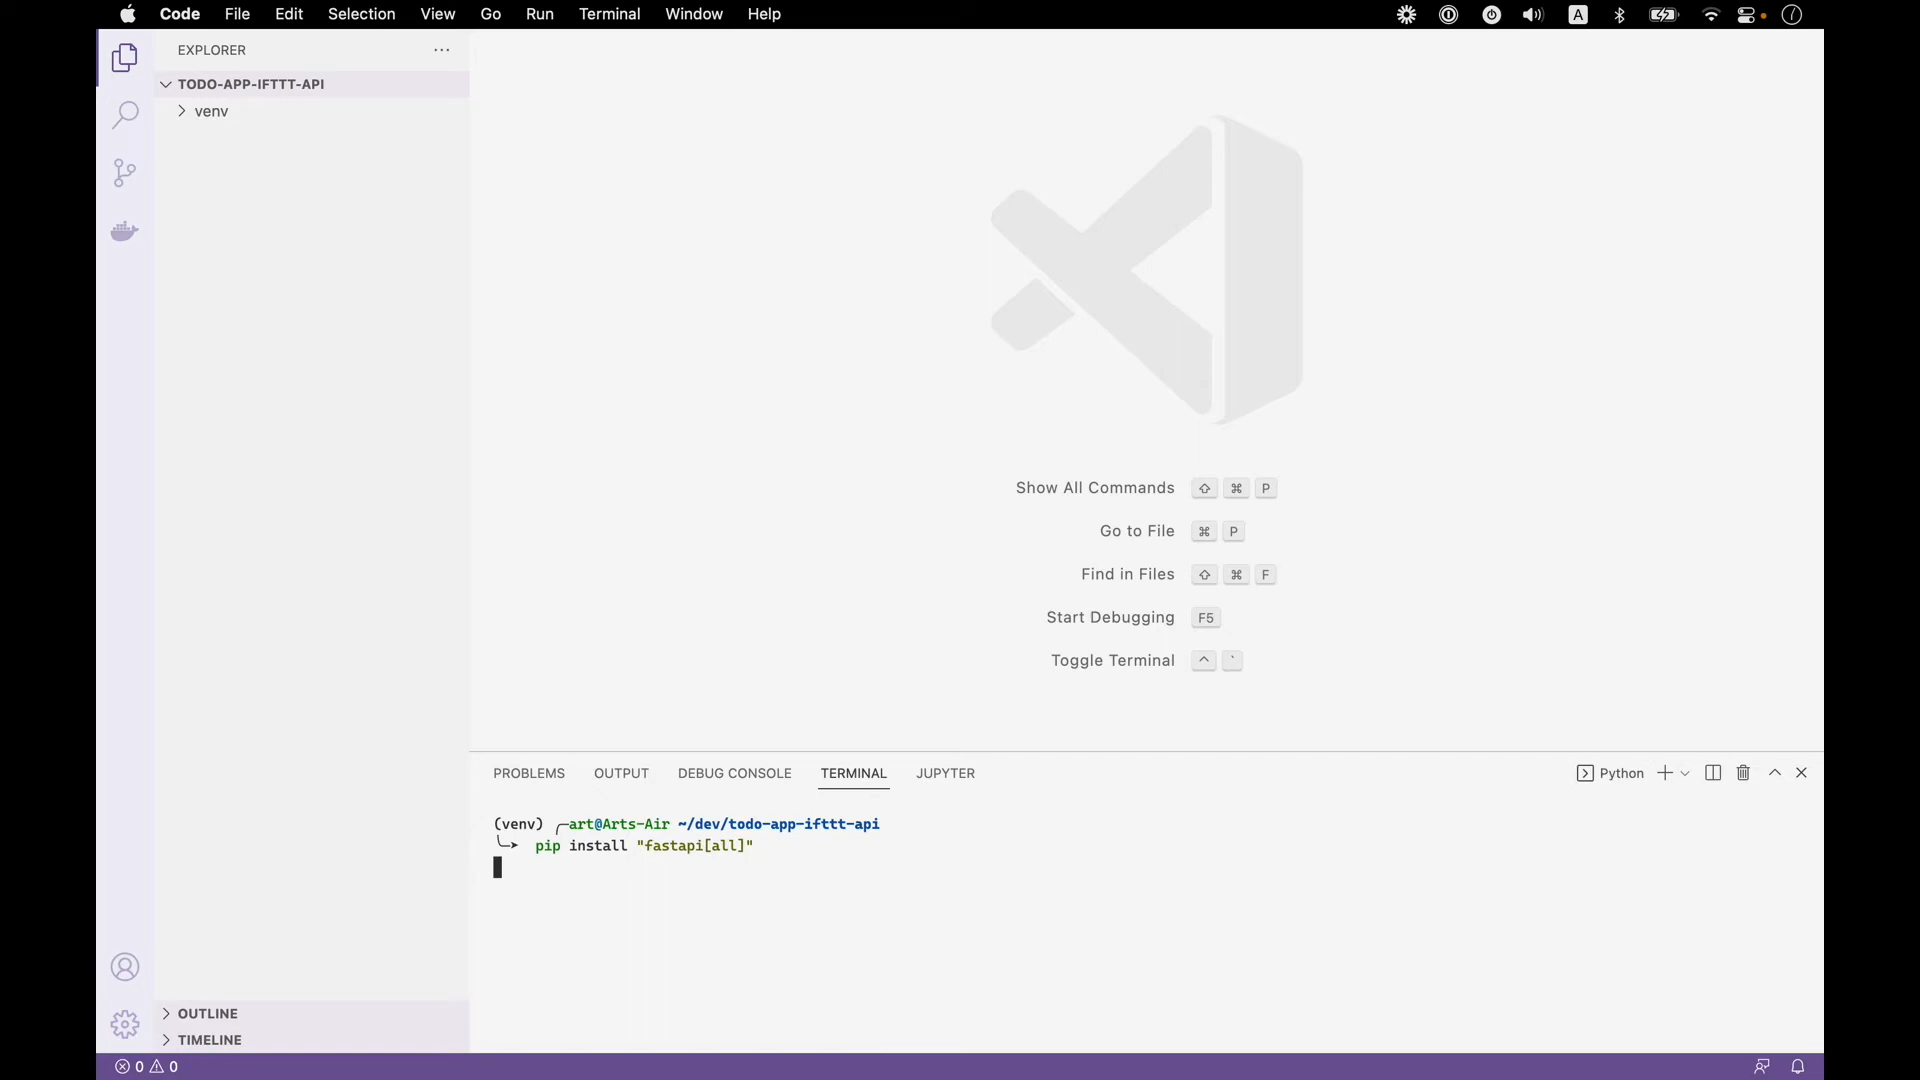 Code File Edit Selection View Go Run Terminal Window Help A
EXPLORER
TODO-APP-IFTTT-API
venv
Show All Commands ⇧ ⌘ P
Go to File ⌘ P
Find in Files ⇧ ⌘ F
Start Debugging F5
Toggle Terminal ^ `
PROBLEMS OUTPUT DEBUG CONSOLE TERMINAL JUPYTER Python
(venv) ╭─art@Arts-Air ~/dev/todo-app-ifttt-api
╰─➤ pip install "fastapi[all]"
OUTLINE
TIMELINE
0 0